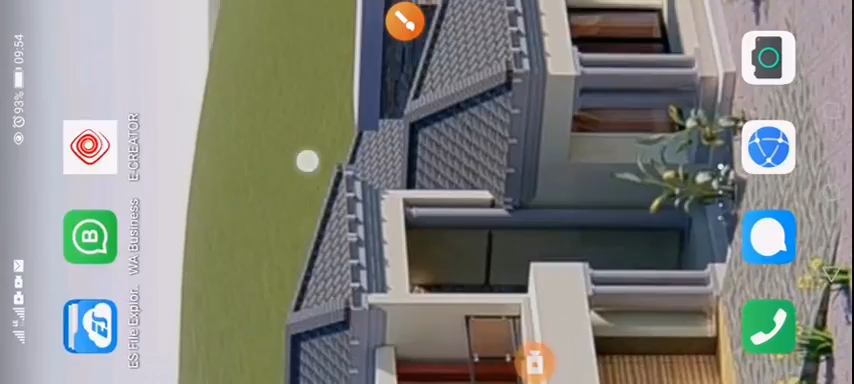 93% 09:54
ES File Explor..
WA Business
E-CREATOR
B